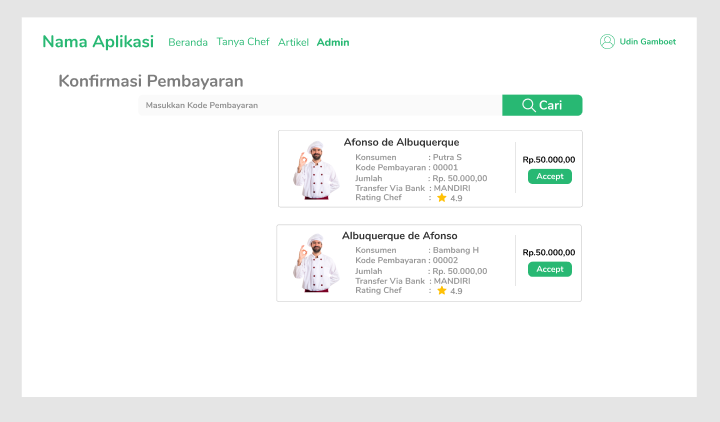 Nama Aplikasi Beranda Tanya Chef Artikel Admin Udin Gamboet
Konfirmasi Pembayaran
Masukkan Kode Pembayaran Cari
Afonso de Albuquerque
Konsumen : Putra S
Kode Pembayaran : 00001
Jumlah : Rp. 50.000,00
Transfer Via Bank : MANDIRI
Rating Chef : 4.9
Rp.50.000,00
Accept
Albuquerque de Afonso
Konsumen : Bambang H
Kode Pembayaran : 00002
Jumlah : Rp. 50.000,00
Transfer Via Bank : MANDIRI
Rating Chef : 4.9
Rp.50.000,00
Accept